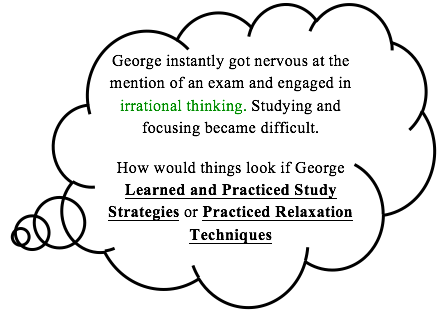 George instantly got nervous at the
mention of an exam and engaged in
irrational thinking. Studying and
focusing became difficult.
How would things look if George
Learned and Practiced Study
Strategies or Practiced Relaxation
Techniques